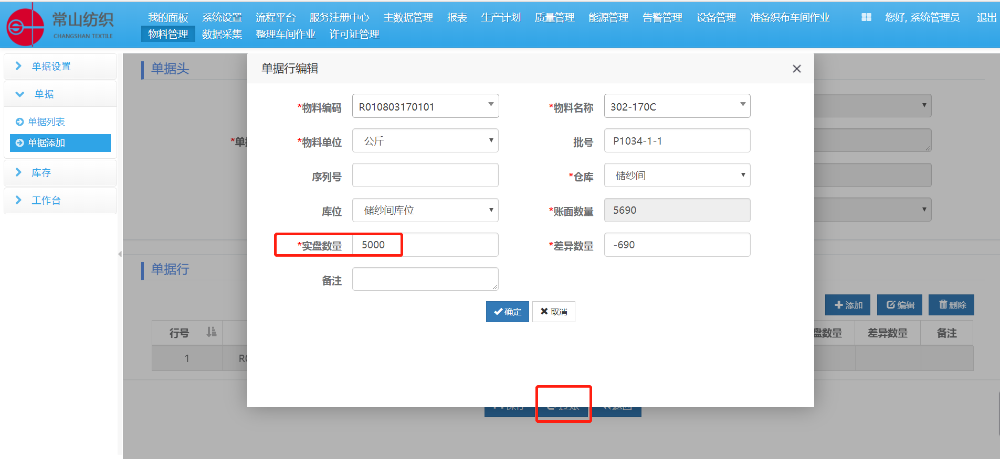 常山纺织
CHANGSHAN TEXTILE
我的面板 系统设置 流程平台 服务注册中心 主数据管理 报表 生产计划 质量管理 能源管理 告警管理 设备管理 准备织布车间作业
您好, 系统管理员 退出
物料管理 数据采集 整理车间作业 许可证管理
单据设置
单据
单据列表
单据添加
库存
工作台
单据头
单据行编辑
*物料编码 R010803170101 *物料名称 302-170C
*单
*物料单位 公斤 批号 P1034-1-1
序列号 *仓库 储纱间
库位 储纱间库位 *账面数量 5690
*实盘数量 5000 *差异数量 -690
单据行
备注
确定 取消
添加 编辑 删除
行号 盘数量 差异数量 备注
1 R0
保存 过账 返回